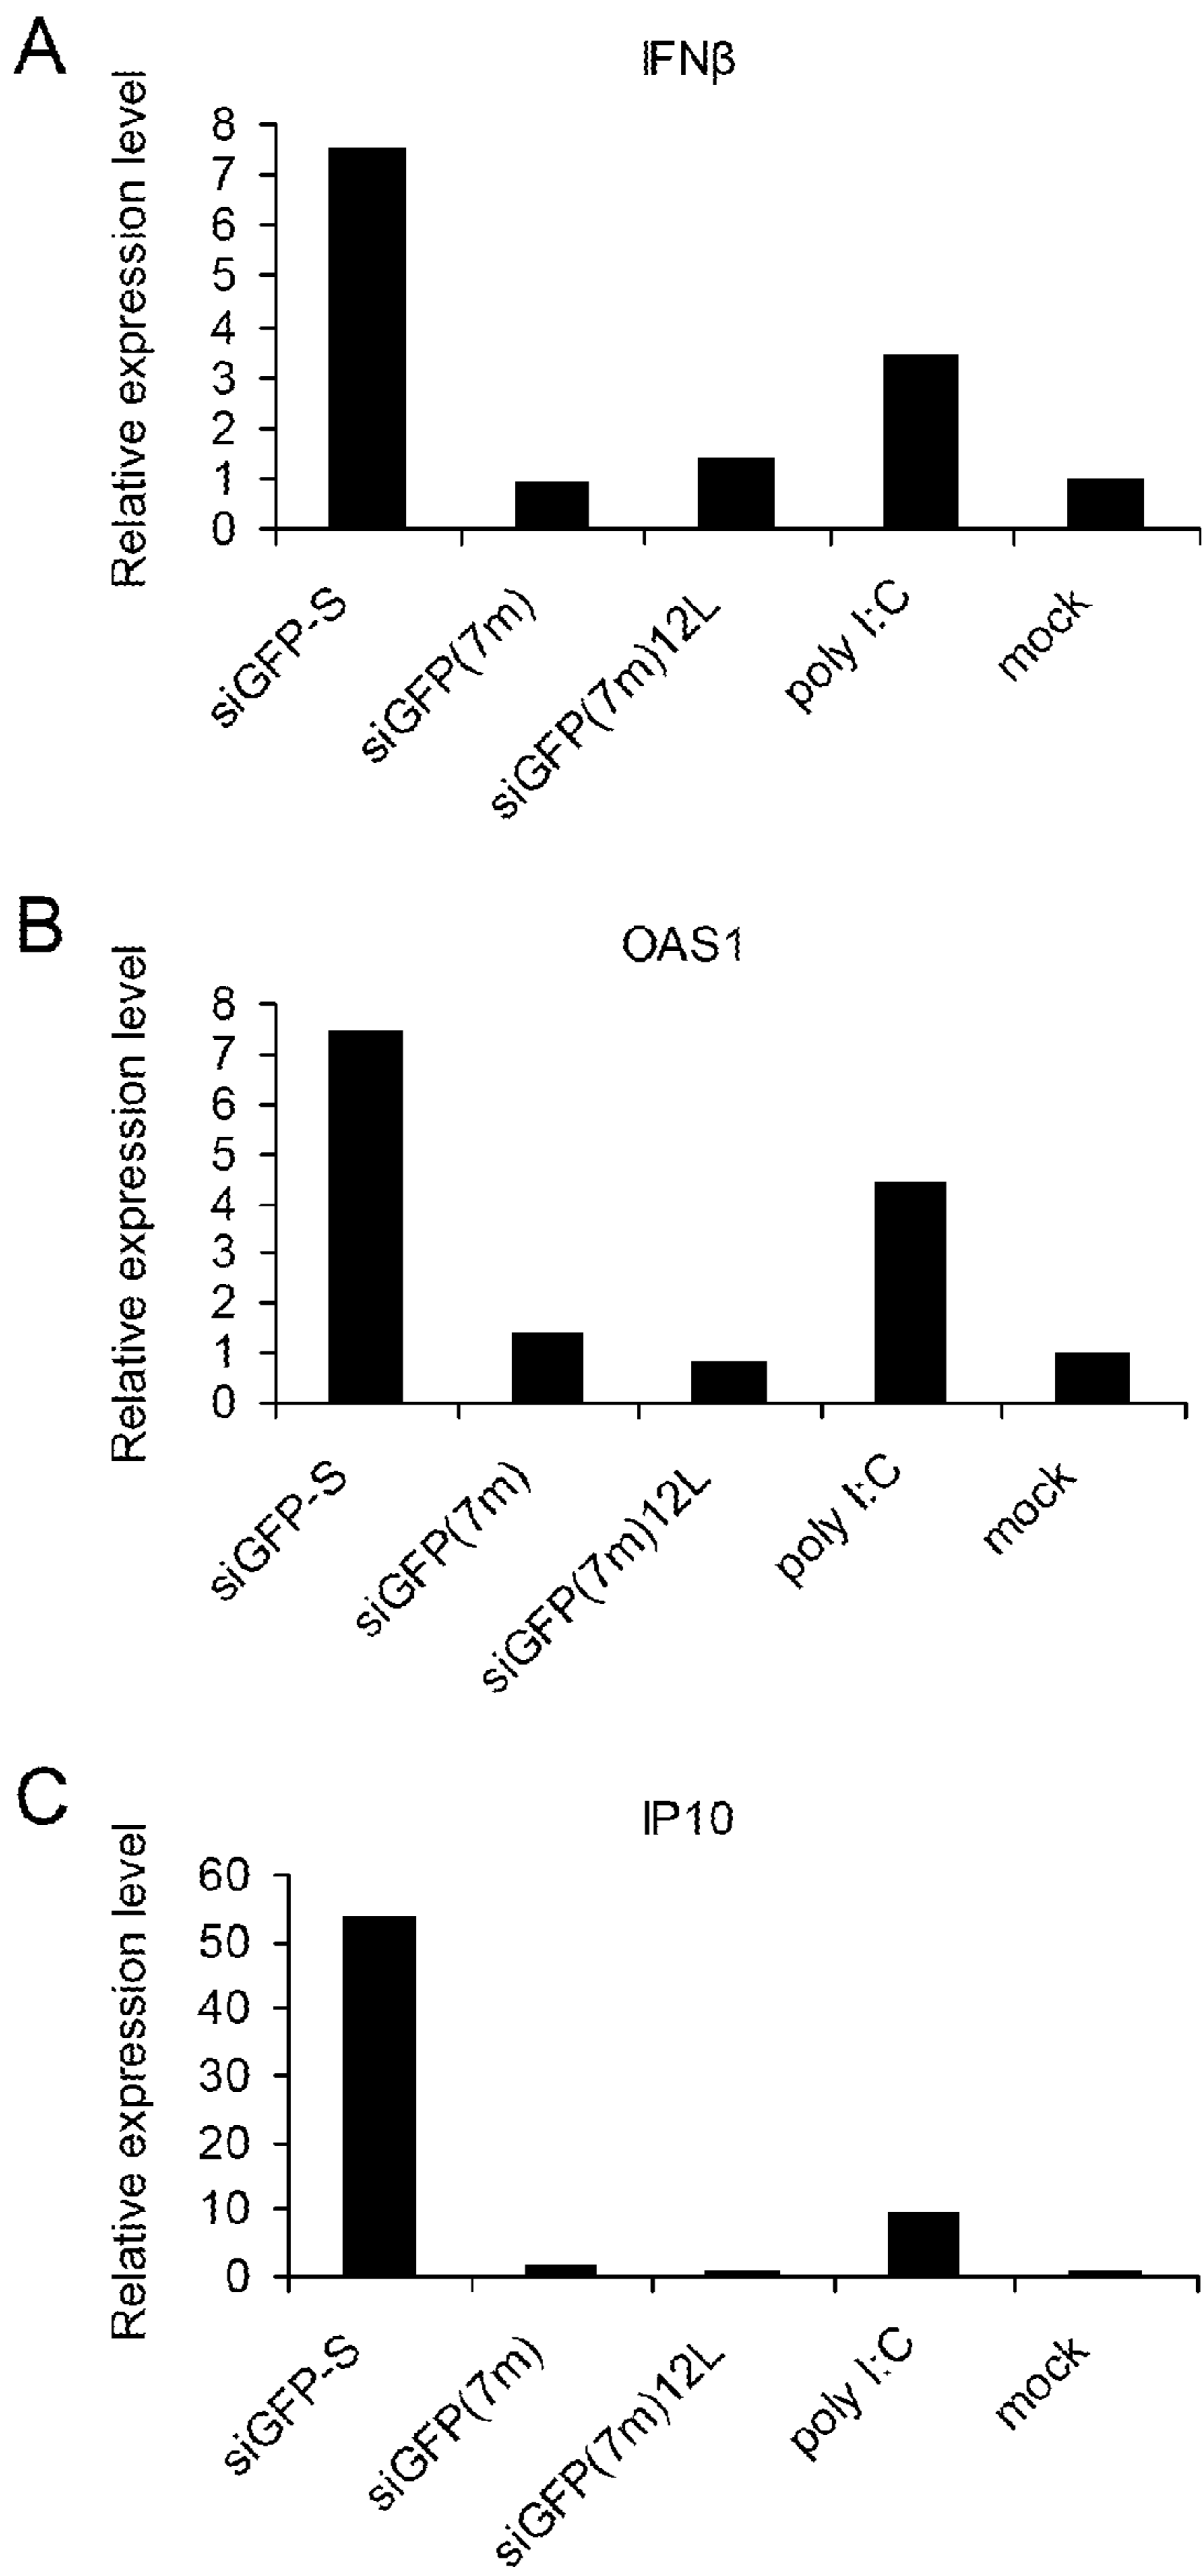 A
IFNβ
Relative expression level
8
7
6
5
4
3
2
1
0
siGFP-S
siGFP(7m)
siGFP(7m)12L
poly I:C
mock
B
OAS1
Relative expression level
8
7
6
5
4
3
2
1
0
siGFP-S
siGFP(7m)
siGFP(7m)12L
poly I:C
mock
C
IP10
Relative expression level
60
50
40
30
20
10
0
siGFP-S
siGFP(7m)
siGFP(7m)12L
poly I:C
mock